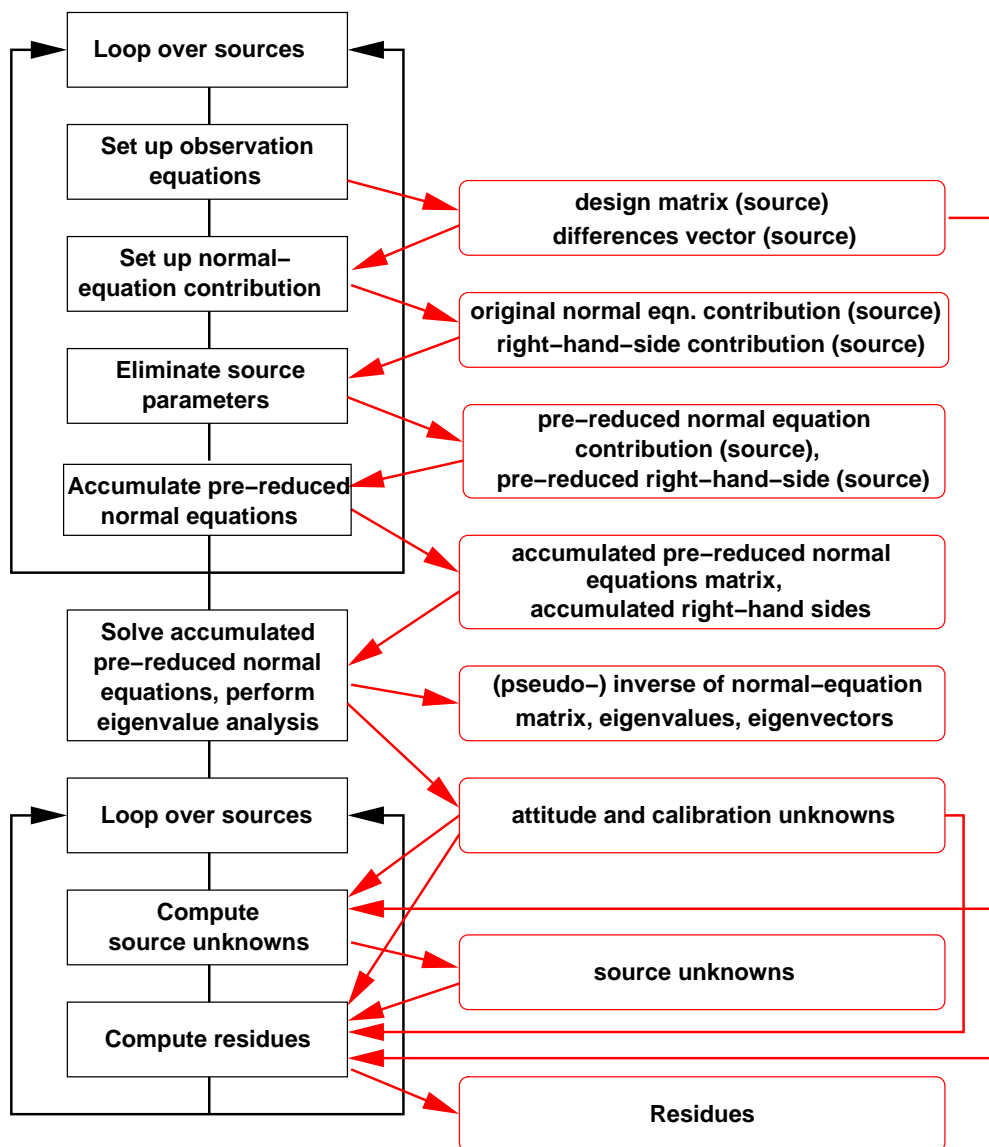 Loop over sources
Set up observation
equations
design matrix (source)
differences vector (source)
Set up normal−
equation contribution
original normal eqn. contribution (source)
right−hand−side contribution (source)
Eliminate source
parameters
pre−reduced normal equation
contribution (source),
pre−reduced right−hand−side (source)
Accumulate pre−reduced
normal equations
accumulated pre−reduced normal
equations matrix,
accumulated right−hand sides
Solve accumulated
pre−reduced normal
equations, perform
eigenvalue analysis
(pseudo−) inverse of normal−equation
matrix, eigenvalues, eigenvectors
Loop over sources
attitude and calibration unknowns
Compute
source unknowns
source unknowns
Compute residues
Residues